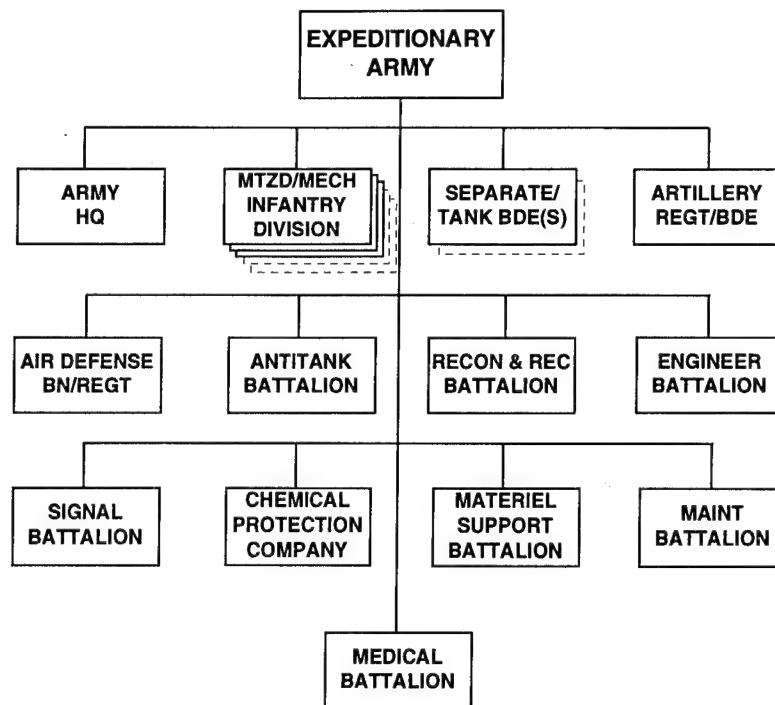 EXPEDITIONARY
ARMY
ARMY
HQ
MTZD/MECH
INFANTRY
DIVISION
SEPARATE/
TANK BDE(S)
ARTILLERY
REGT/BDE
AIR DEFENSE
BN/REGT
ANTITANK
BATTALION
RECON & REC
BATTALION
ENGINEER
BATTALION
SIGNAL
BATTALION
CHEMICAL
PROTECTION
COMPANY
MATERIEL
SUPPORT
BATTALION
MAINT
BATTALION
MEDICAL
BATTALION